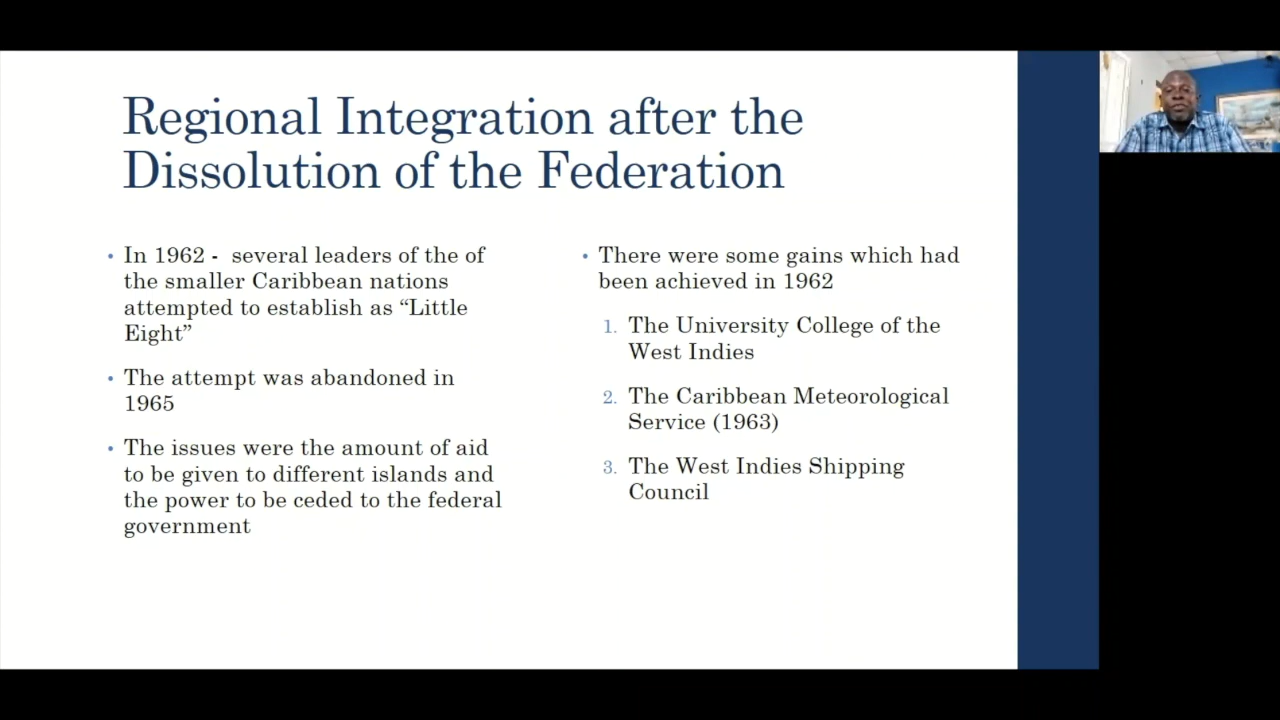 Regional Integration after the
Dissolution of the Federation
• In 1962 - several leaders of the of
the smaller Caribbean nations
attempted to establish as “Little
Eight”
• The attempt was abandoned in
1965
• The issues were the amount of aid
to be given to different islands and
the power to be ceded to the federal
government
• There were some gains which had
been achieved in 1962
1. The University College of the
West Indies
2. The Caribbean Meteorological
Service (1963)
3. The West Indies Shipping
Council